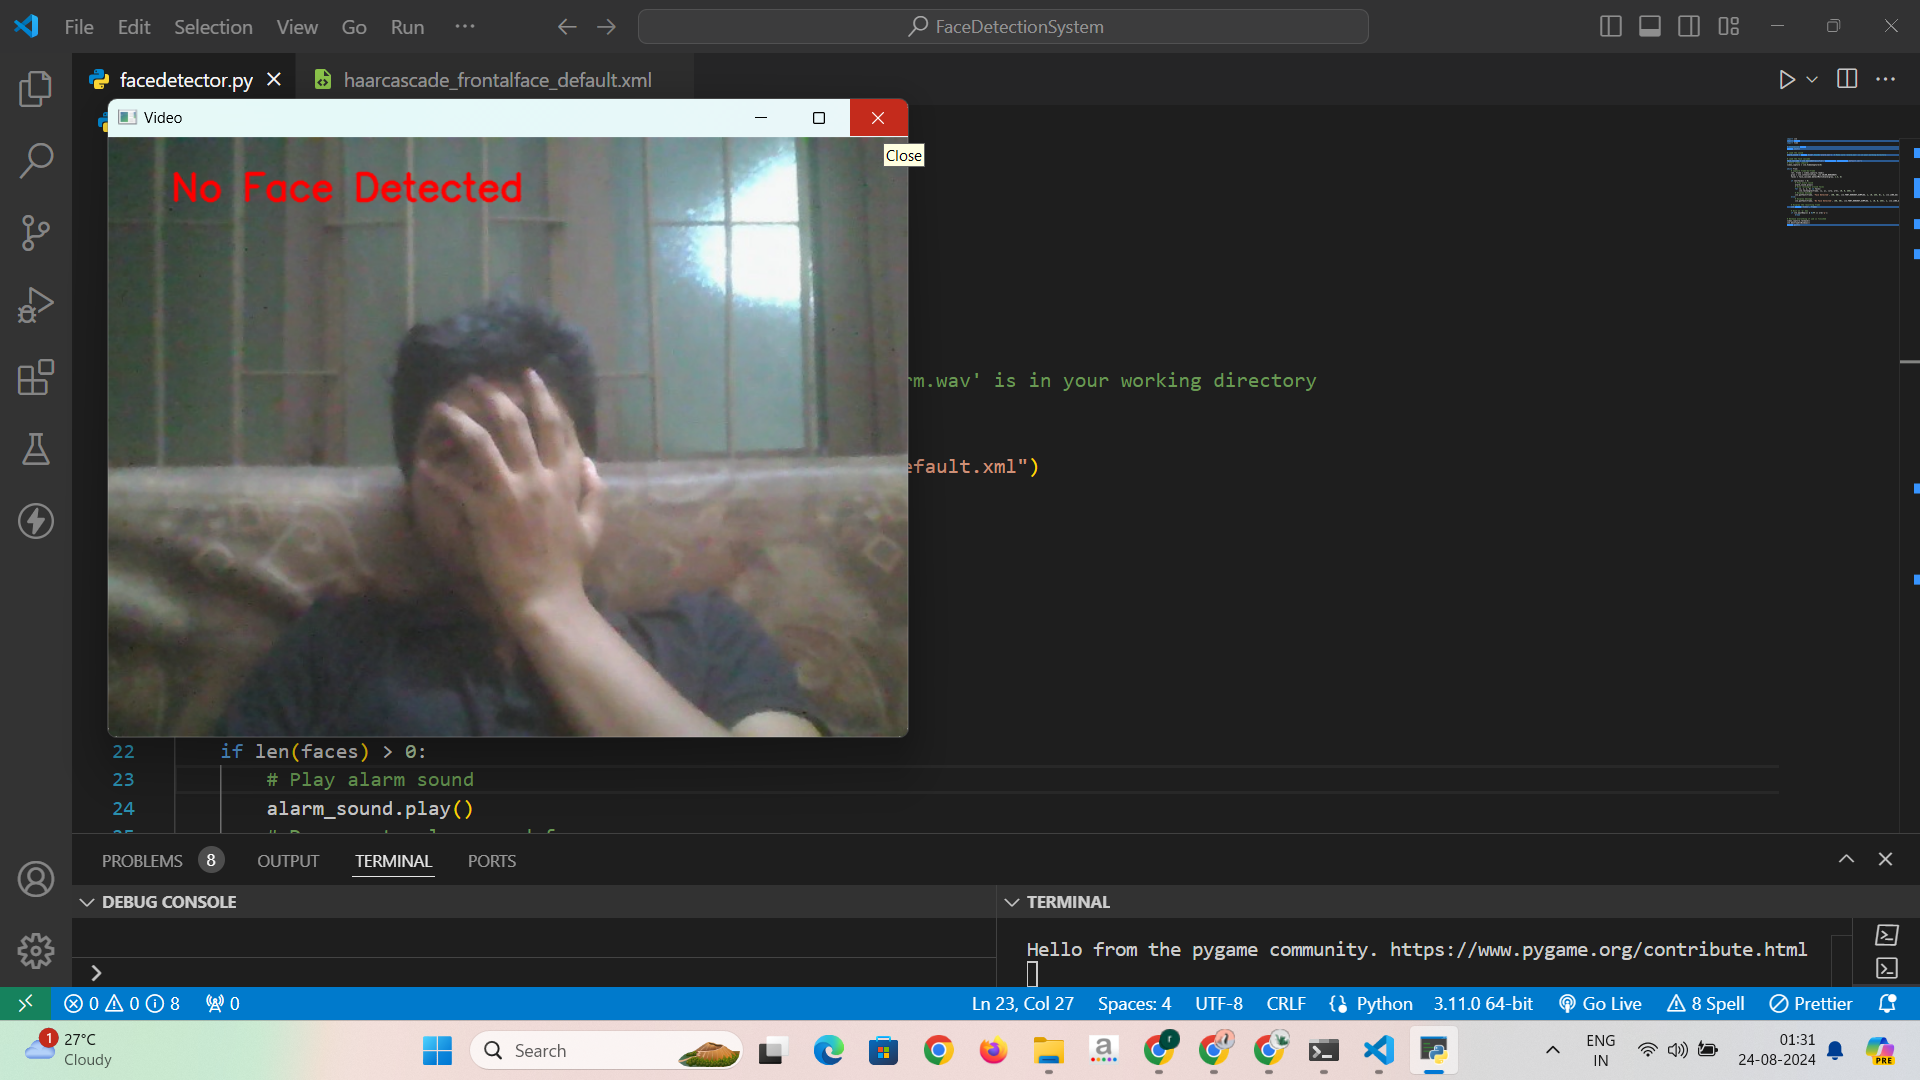 File Edit Selection View Go Run ···
FaceDetectionSystem
facedetector.py
haarcascade_frontalface_default.xml
Video
Close
No Face Detected
rm.wav' is in your working directory
efault.xml")
22 if len(faces) > 0:
23 # Play alarm sound
24 alarm_sound.play()
PROBLEMS 8 OUTPUT TERMINAL PORTS
DEBUG CONSOLE
TERMINAL
Hello from the pygame community. https://www.pygame.org/contribute.html
0 0 8 0
Ln 23, Col 27 Spaces: 4 UTF-8 CRLF {} Python 3.11.0 64-bit Go Live 8 Spell Prettier
1
27°C
Cloudy
Search
a
r
ENG
IN
01:31
24-08-2024
PRE